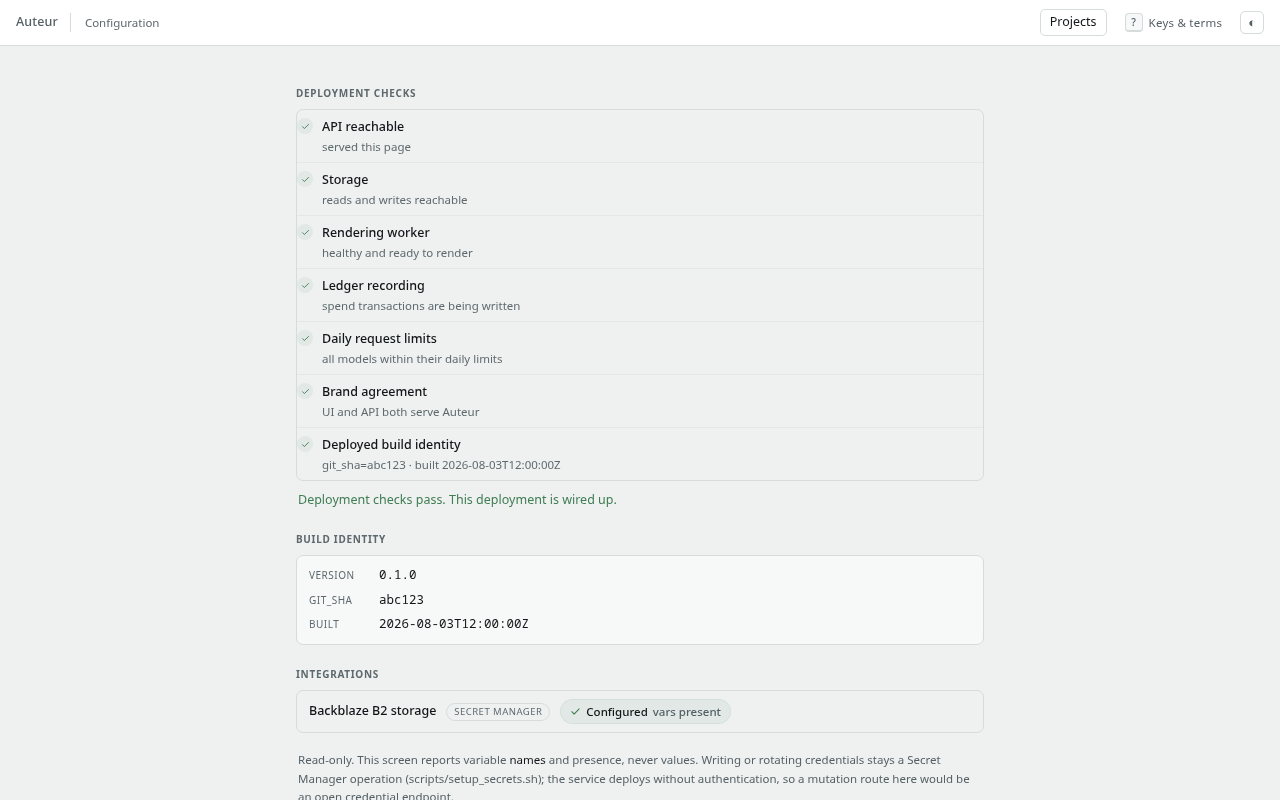 Auteur
Configuration
Projects
? Keys & terms
DEPLOYMENT CHECKS
API reachable
served this page
Storage
reads and writes reachable
Rendering worker
healthy and ready to render
Ledger recording
spend transactions are being written
Daily request limits
all models within their daily limits
Brand agreement
UI and API both serve Auteur
Deployed build identity
git_sha=abc123 · built 2026-08-03T12:00:00Z
Deployment checks pass. This deployment is wired up.
BUILD IDENTITY
VERSION 0.1.0
GIT_SHA abc123
BUILT 2026-08-03T12:00:00Z
INTEGRATIONS
Backblaze B2 storage SECRET MANAGER Configured vars present
Read-only. This screen reports variable names and presence, never values. Writing or rotating credentials stays a Secret
Manager operation (scripts/setup_secrets.sh); the service deploys without authentication, so a mutation route here would be
an open credential endpoint.